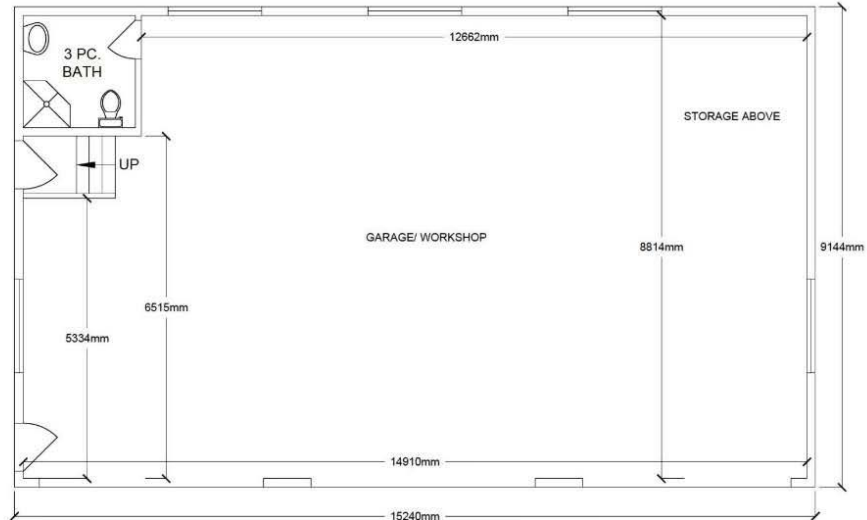 12662mm
3 PC.
BATH
STORAGE ABOVE
UP
GARAGE/ WORKSHOP
8814mm
9144mm
6515mm
5334mm
14910mm
15240mm